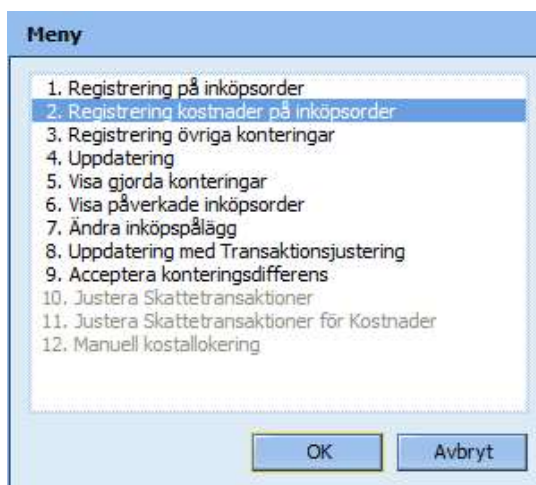 Meny
1. Registrering på inköpsorder
2. Registrering kostnader på inköpsorder
3. Registrering övriga konteringar
4. Uppdatering
5. Visa gjorda konteringar
6. Visa påverkade inköpsorder
7. Ändra inköpspålägg
8. Uppdatering med Transaktionsjustering
9. Acceptera konteringsdifferens
10. Justera Skattetransaktioner
11. Justera Skattetransaktioner för Kostnader
12. Manuell kostallokering
OK Avbryt